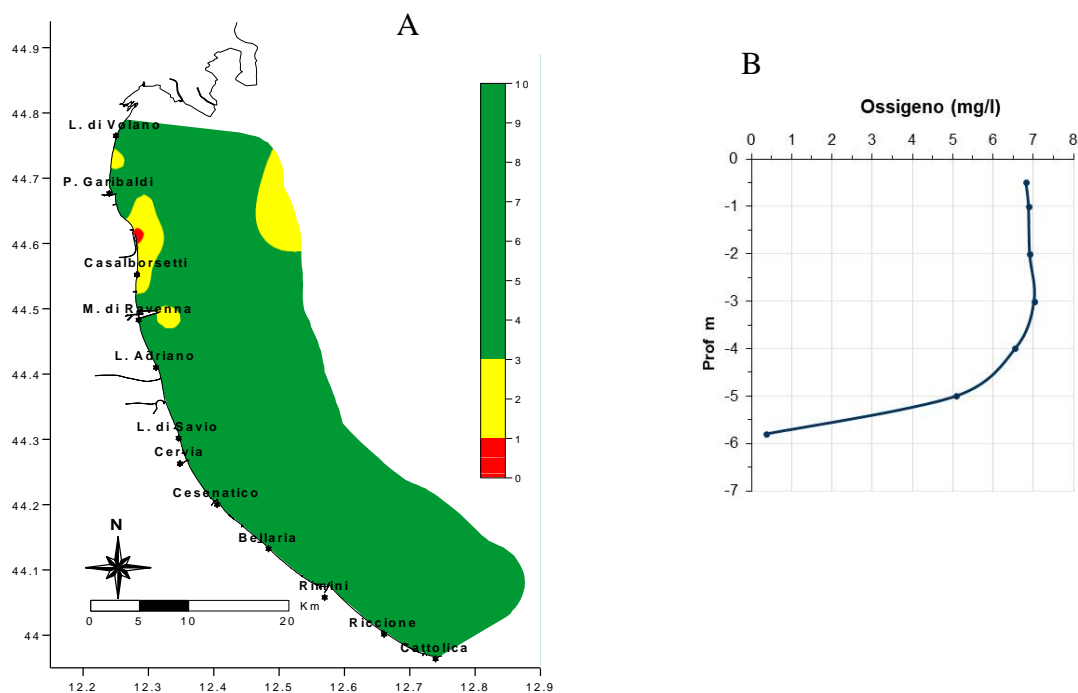 A
44.9
44.8
44.7
44.6
44.5
44.4
44.3
44.2
44.1
44
12.2 12.3 12.4 12.5 12.6 12.7 12.8 12.9
L. di Volano
P. Garibaldi
Casalborsetti
M. di Ravenna
L. Adriano
L. di Savio
Cervia
Cesenatico
Bellaria
Rimini
Riccione
Cattolica
N
Km
0 5 10 20
10
9
8
7
6
5
4
3
2
1
0
B
Ossigeno (mg/l)
0 1 2 3 4 5 6 7 8
Prof m
0
-1
-2
-3
-4
-5
-6
-7